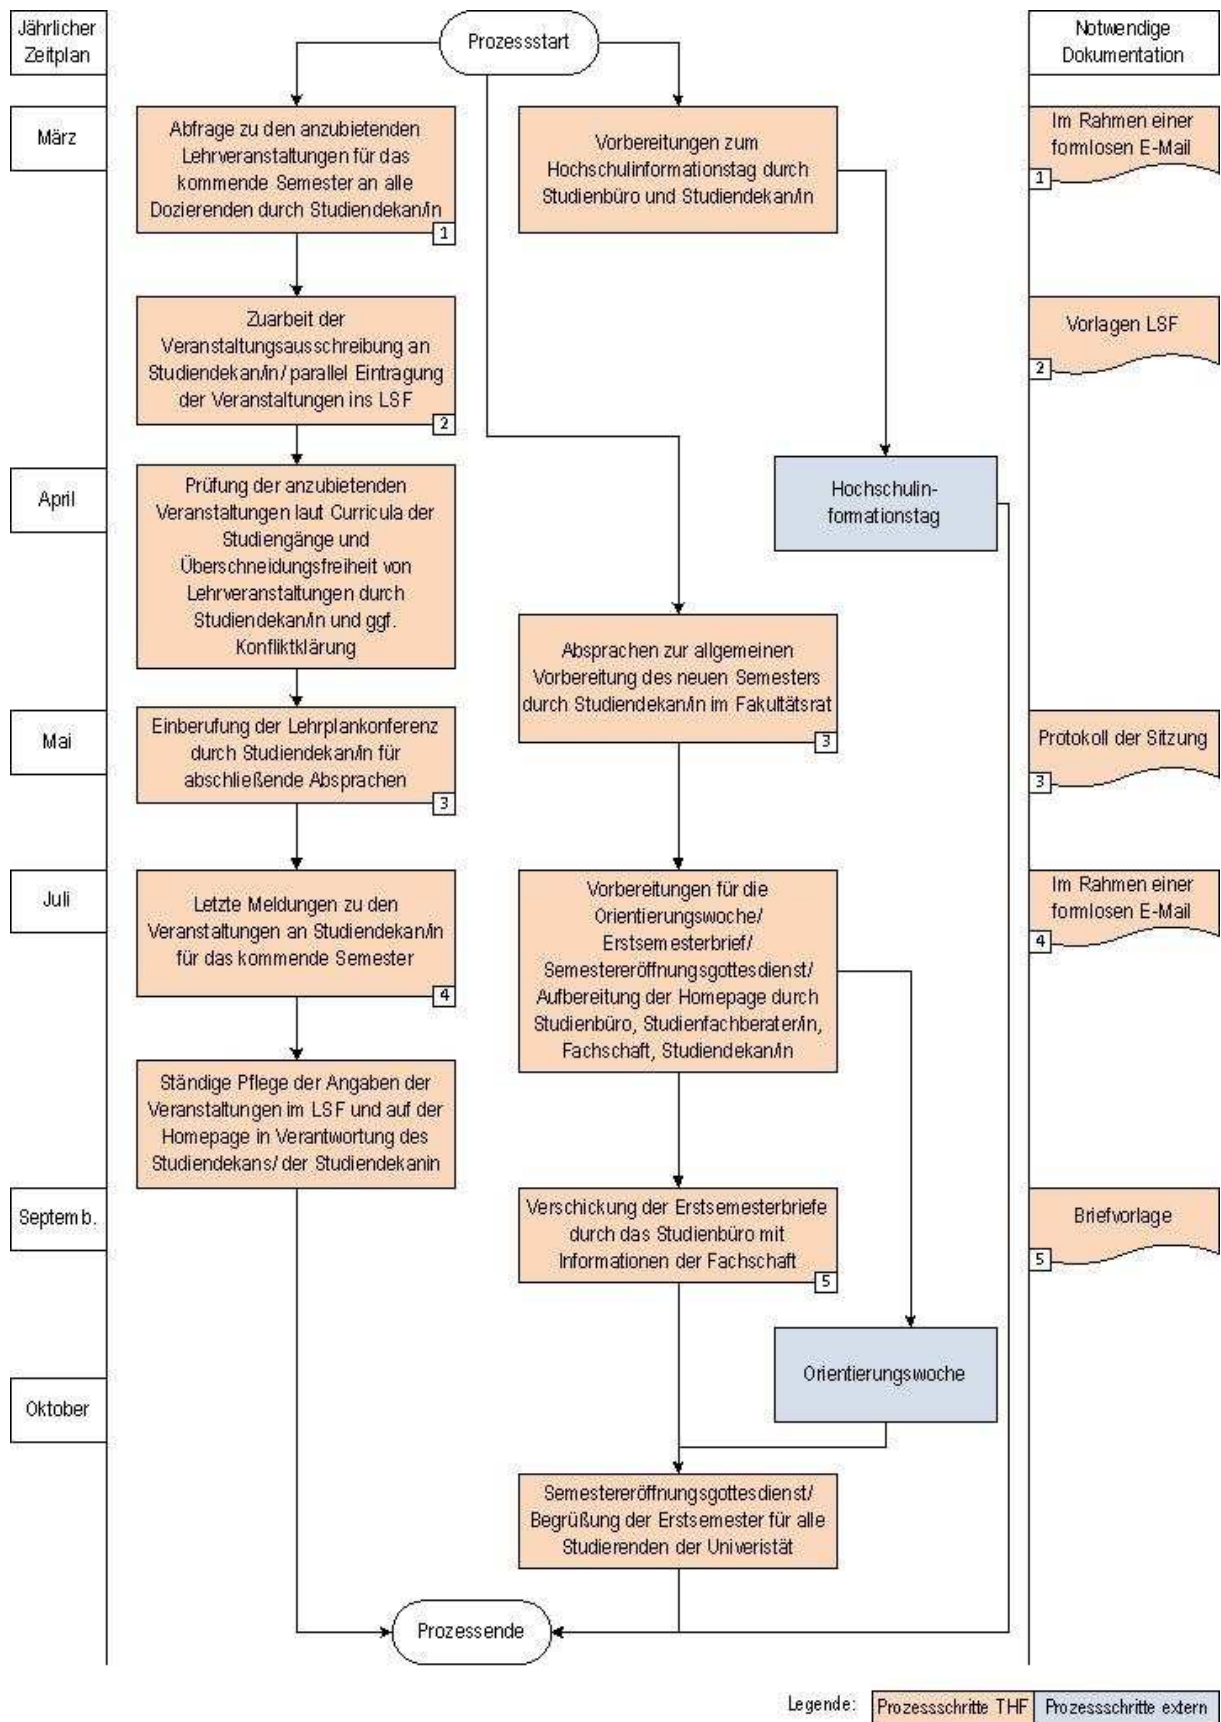 Jährlicher
Zeitplan
Prozessstart
Notwendige
Dokumentation
März
Abfrage zu den anzubietenden
Lehrveranstaltungen für das
kommende Semester an alle
Dozierenden durch Studiendekan/in
1
Vorbereitungen zum
Hochschulinformationstag durch
Studienbüro und Studiendekan/in
Im Rahmen einer
formlosen E-Mail
1
Zuarbeit der
Veranstaltungsausschreibung an
Studiendekan/in/ parallel Eintragung
der Veranstaltungen ins LSF
2
Vorlagen LSF
2
April
Prüfung der anzubietenden
Veranstaltungen laut Curricula der
Studiengänge und
Überschneidungsfreiheit von
Lehrveranstaltungen durch
Studiendekan/in und ggf.
Konfliktklärung
Hochschulin-
formationstag
Absprachen zur allgemeinen
Vorbereitung des neuen Semesters
durch Studiendekan/in im Fakultätsrat
3
Mai
Einberufung der Lehrplankonferenz
durch Studiendekan/in für
abschließende Absprachen
3
Protokoll der Sitzung
3
Juli
Letzte Meldungen zu den
Veranstaltungen an Studiendekan/in
für das kommende Semester
4
Vorbereitungen für die
Orientierungswoche/
Erstsemesterbrief/
Semestereröffnungsgottesdienst/
Aufbereitung der Homepage durch
Studienbüro, Studienfachberater/in,
Fachschaft, Studiendekan/in
Im Rahmen einer
formlosen E-Mail
4
Ständige Pflege der Angaben der
Veranstaltungen im LSF und auf der
Homepage in Verantwortung des
Studiendekans/ der Studiendekanin
Septemb.
Verschickung der Erstsemesterbriefe
durch das Studienbüro mit
Informationen der Fachschaft
5
Briefvorlage
5
Orientierungswoche
Oktober
Semestereröffnungsgottesdienst/
Begrüßung der Erstsemester für alle
Studierenden der Univeristät
Prozessende
Legende:
Prozessschritte THF
Prozessschritte extern